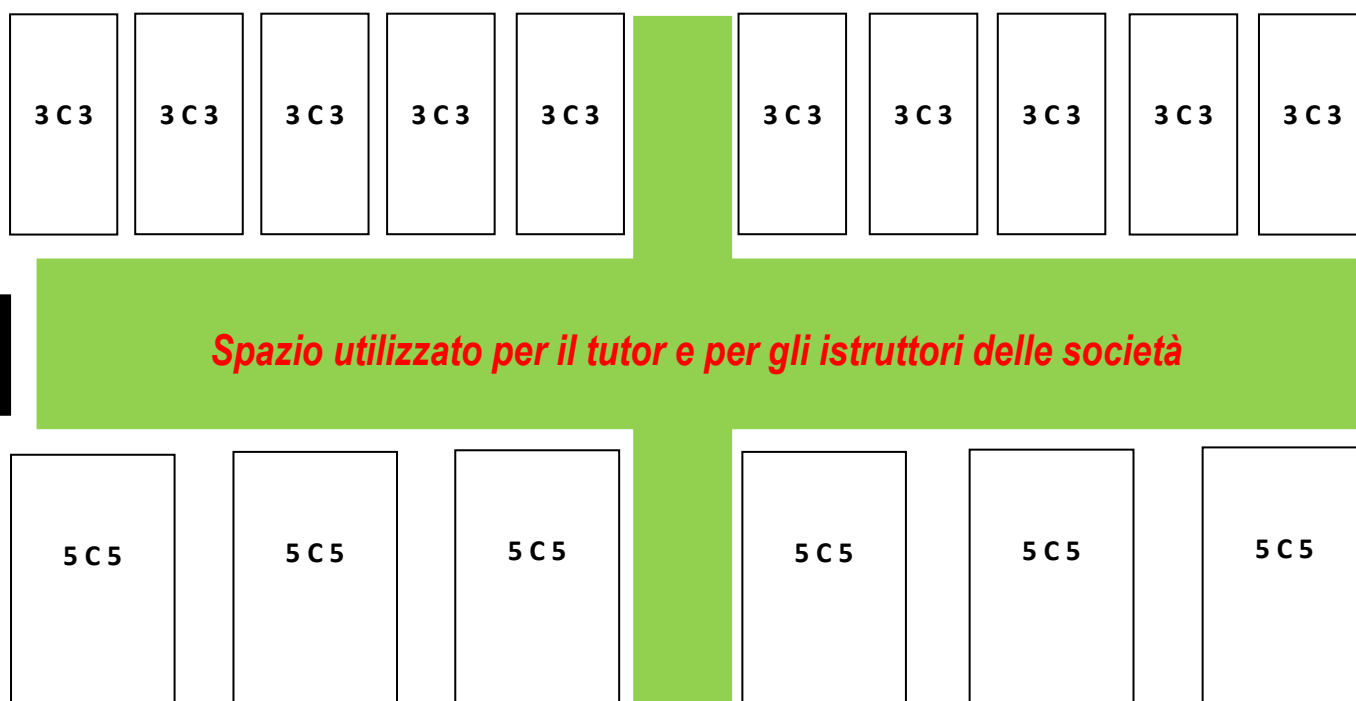 3 C 3 3 C 3 3 C 3 3 C 3 3 C 3 3 C 3 3 C 3 3 C 3 3 C 3 3 C 3
Spazio utilizzato per il tutor e per gli istruttori delle società
5 C 5 5 C 5 5 C 5 5 C 5 5 C 5 5 C 5